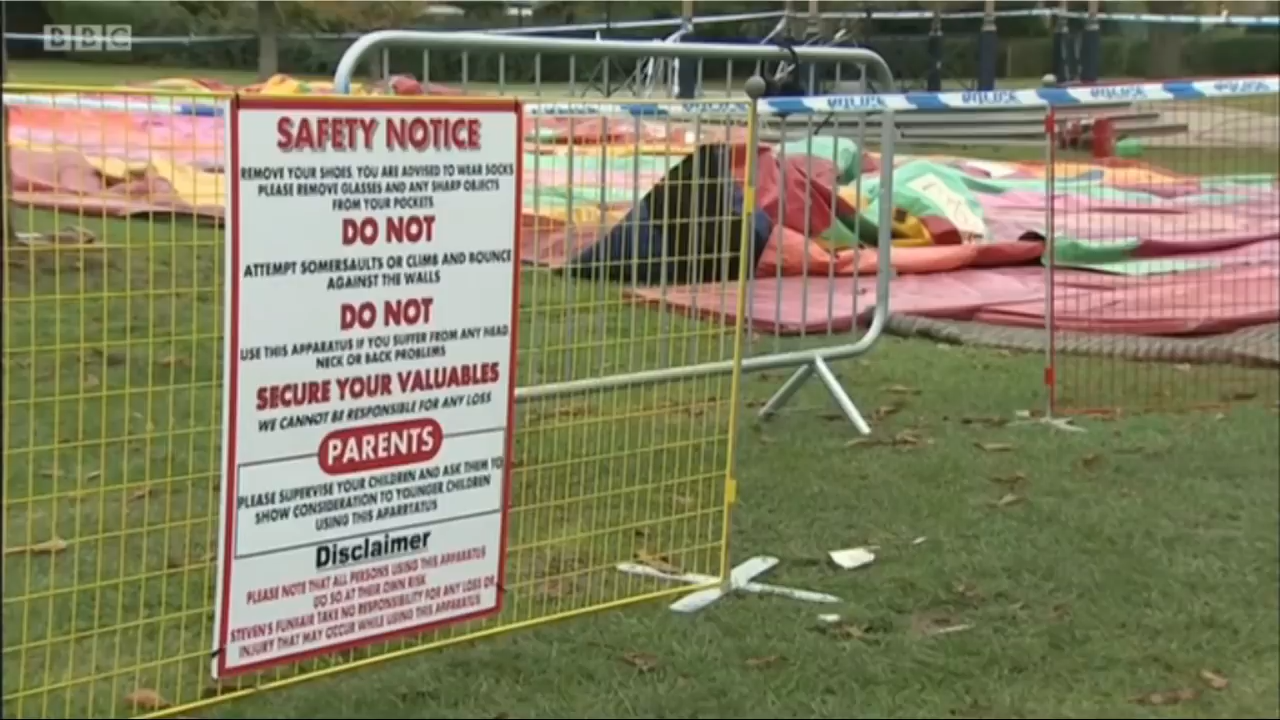 BBC
SAFETY NOTICE
REMOVE YOUR SHOES. YOU ARE ADVISED TO WEAR SOCKS
PLEASE REMOVE GLASSES AND ANY SHARP OBJECTS
FROM YOUR POCKETS
DO NOT
ATTEMPT SOMERSAULTS OR CLIMB AND BOUNCE
AGAINST THE WALLS
DO NOT
USE THIS APPARATUS IF YOU SUFFER FROM ANY HEAD
NECK OR BACK PROBLEMS
SECURE YOUR VALUABLES
WE CANNOT BE RESPONSIBLE FOR ANY LOSS
PARENTS
PLEASE SUPERVISE YOUR CHILDREN AND ASK THEM TO
SHOW CONSIDERATION TO YOUNGER CHILDREN
USING THIS APARRTATUS
Disclaimer
PLEASE NOTE THAT ALL PERSONS USING THIS APPARATUS
DO SO AT THEIR OWN RISK
STEVEN'S FUNFAIR TAKE NO RESPONSIBILITY FOR ANY LOSS OR
INJURY THAT MAY OCCUR WHILE USING THIS APPARATUS
POLICE POLICE POLICE